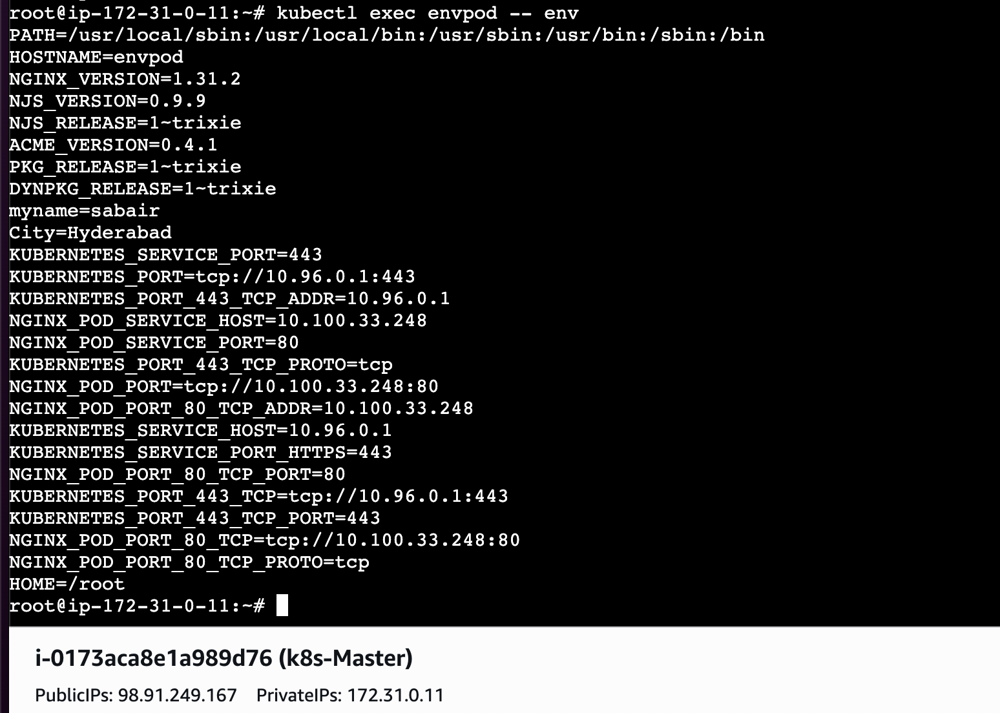 root@ip-172-31-0-11:~# kubectl exec envpod -- env
PATH=/usr/local/sbin:/usr/local/bin:/usr/sbin:/usr/bin:/sbin:/bin
HOSTNAME=envpod
NGINX_VERSION=1.31.2
NJS_VERSION=0.9.9
NJS_RELEASE=1~trixie
ACME_VERSION=0.4.1
PKG_RELEASE=1~trixie
DYNPKG_RELEASE=1~trixie
myname=sabair
City=Hyderabad
KUBERNETES_SERVICE_PORT=443
KUBERNETES_PORT=tcp://10.96.0.1:443
KUBERNETES_PORT_443_TCP_ADDR=10.96.0.1
NGINX_POD_SERVICE_HOST=10.100.33.248
NGINX_POD_SERVICE_PORT=80
KUBERNETES_PORT_443_TCP_PROTO=tcp
NGINX_POD_PORT=tcp://10.100.33.248:80
NGINX_POD_PORT_80_TCP_ADDR=10.100.33.248
KUBERNETES_SERVICE_HOST=10.96.0.1
KUBERNETES_SERVICE_PORT_HTTPS=443
NGINX_POD_PORT_80_TCP_PORT=80
KUBERNETES_PORT_443_TCP=tcp://10.96.0.1:443
KUBERNETES_PORT_443_TCP_PORT=443
NGINX_POD_PORT_80_TCP=tcp://10.100.33.248:80
NGINX_POD_PORT_80_TCP_PROTO=tcp
HOME=/root
root@ip-172-31-0-11:~#
i-0173aca8e1a989d76 (k8s-Master)
PublicIPs: 98.91.249.167 PrivateIPs: 172.31.0.11